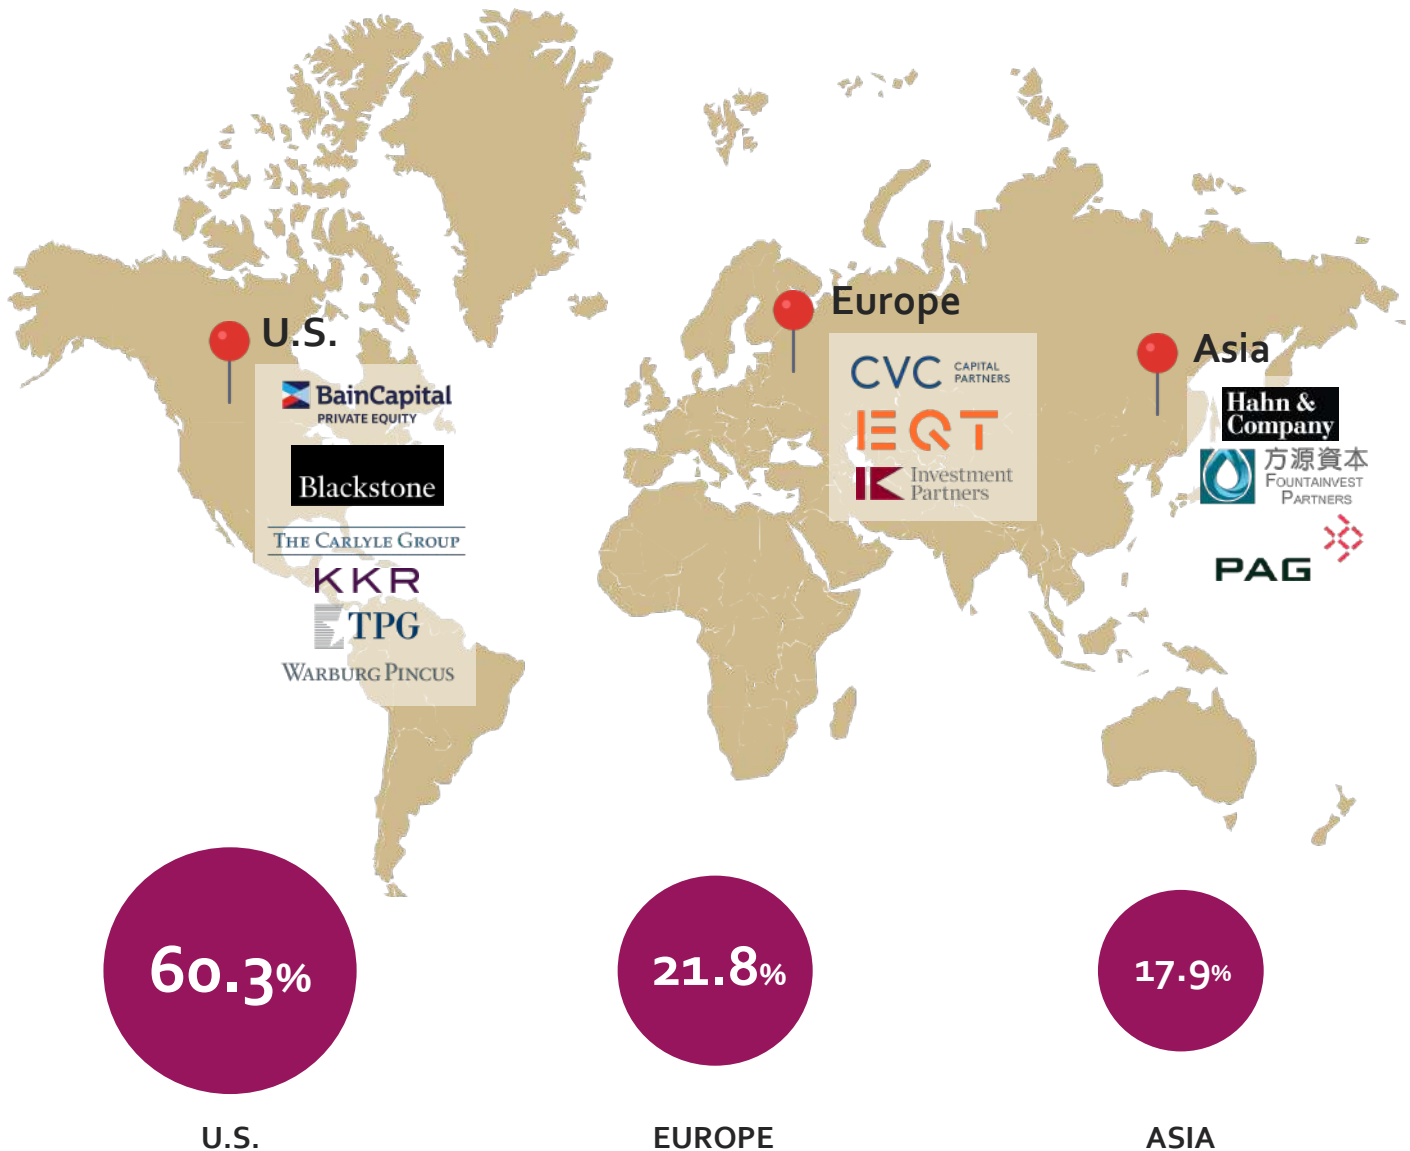 U.S.
BainCapital
PRIVATE EQUITY
Blackstone
THE CARLYLE GROUP
KKR
TPG
WARBURG PINCUS
Europe
CVC CAPITAL PARTNERS
EQT
IK Investment
Partners
Asia
Hahn &
Company
方源資本
FOUNTAINVEST
PARTNERS
PAG
60.3%
21.8%
17.9%
U.S.
EUROPE
ASIA